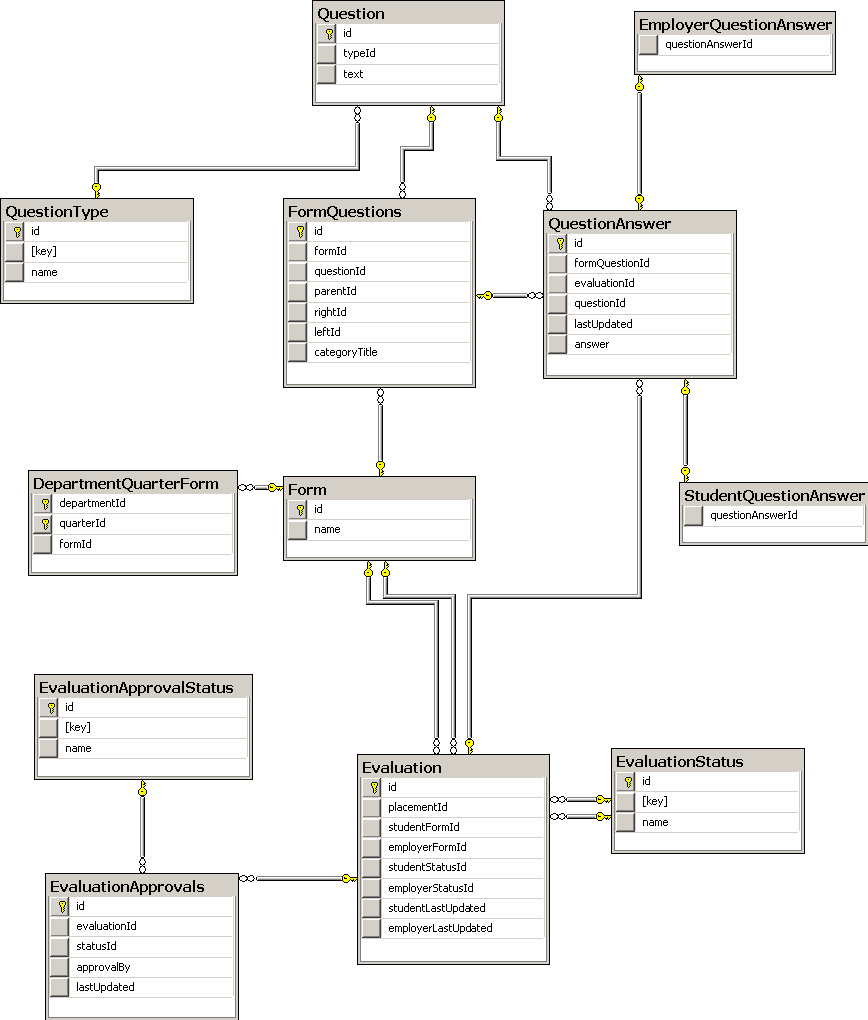 Question
id
typeId
text
EmployerQuestionAnswer
questionAnswerId
QuestionType
id
[key]
name
FormQuestions
id
formId
questionId
parentId
rightId
leftId
categoryTitle
QuestionAnswer
id
formQuestionId
evaluationId
questionId
lastUpdated
answer
DepartmentQuarterForm
departmentId
quarterId
formId
Form
id
name
StudentQuestionAnswer
questionAnswerId
EvaluationApprovalStatus
id
[key]
name
Evaluation
id
placementId
studentFormId
employerFormId
studentStatusId
employerStatusId
studentLastUpdated
employerLastUpdated
EvaluationStatus
id
[key]
name
EvaluationApprovals
id
evaluationId
statusId
approvalBy
lastUpdated